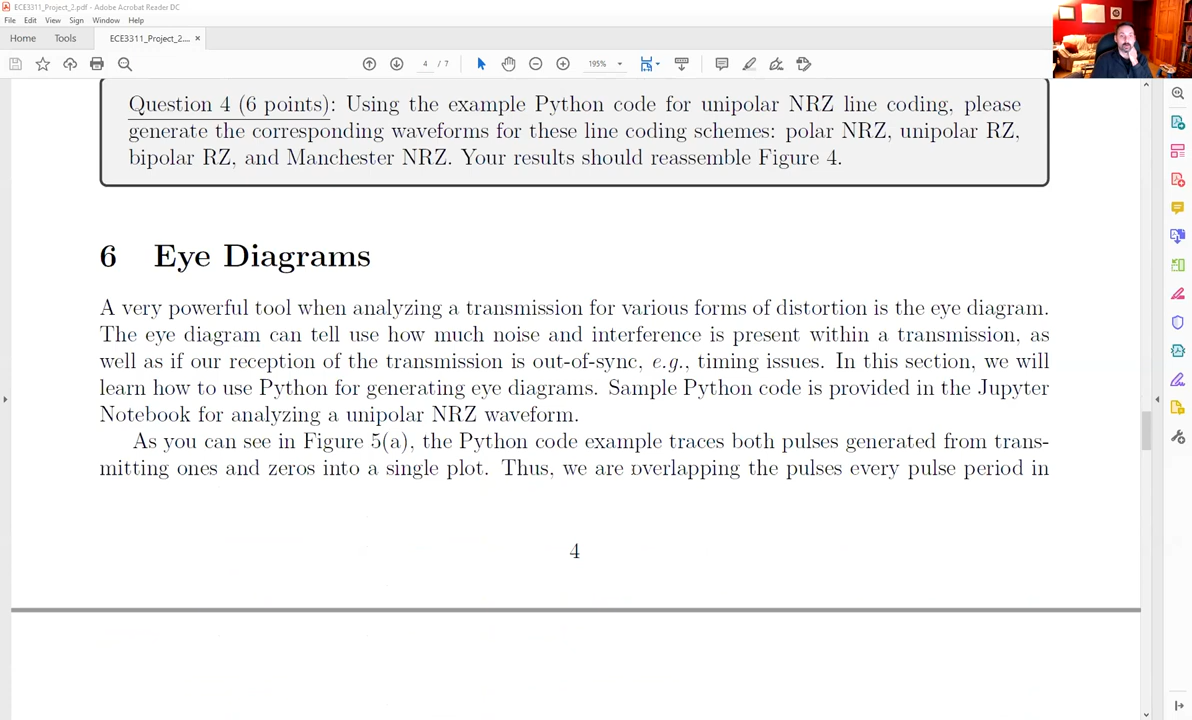 ECE3311_Project_2.pdf - Adobe Acrobat Reader DC
File Edit View Sign Window Help
Home Tools ECE3311_Project_2.... ×
4 / 7 195%
Question 4 (6 points): Using the example Python code for unipolar NRZ line coding, please
generate the corresponding waveforms for these line coding schemes: polar NRZ, unipolar RZ,
bipolar RZ, and Manchester NRZ. Your results should reassemble Figure 4.
6 Eye Diagrams
A very powerful tool when analyzing a transmission for various forms of distortion is the eye diagram.
The eye diagram can tell use how much noise and interference is present within a transmission, as
well as if our reception of the transmission is out-of-sync, e.g., timing issues. In this section, we will
learn how to use Python for generating eye diagrams. Sample Python code is provided in the Jupyter
Notebook for analyzing a unipolar NRZ waveform.
As you can see in Figure 5(a), the Python code example traces both pulses generated from trans-
mitting ones and zeros into a single plot. Thus, we are overlapping the pulses every pulse period in
4